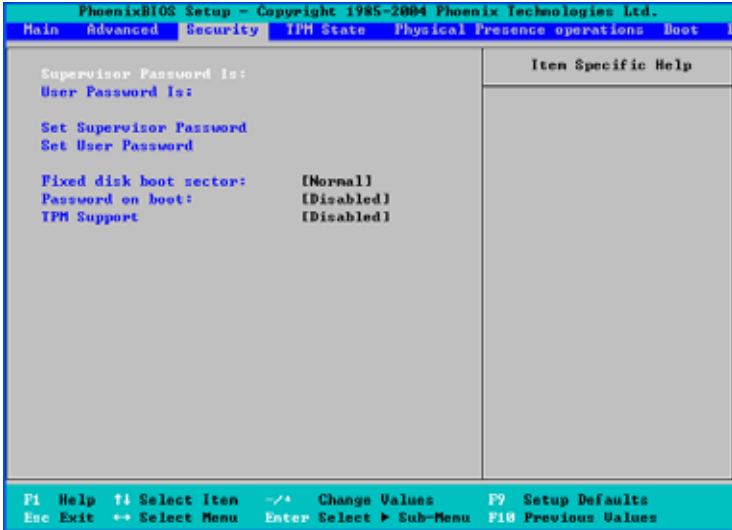 PhoenixBIOS Setup - Copyright 1985-2004 Phoenix Technologies Ltd.
Main Advanced Security TPM State Physical Presence operations Boot
Item Specific Help
Supervisor Password Is:
User Password Is:
Set Supervisor Password
Set User Password
Fixed disk boot sector: [Normal]
Password on boot: [Disabled]
TPM Support [Disabled]
F1 Help ↑↓ Select Item -/+ Change Values F9 Setup Defaults
Esc Exit ↔ Select Menu Enter Select ▶ Sub-Menu F10 Previous Values